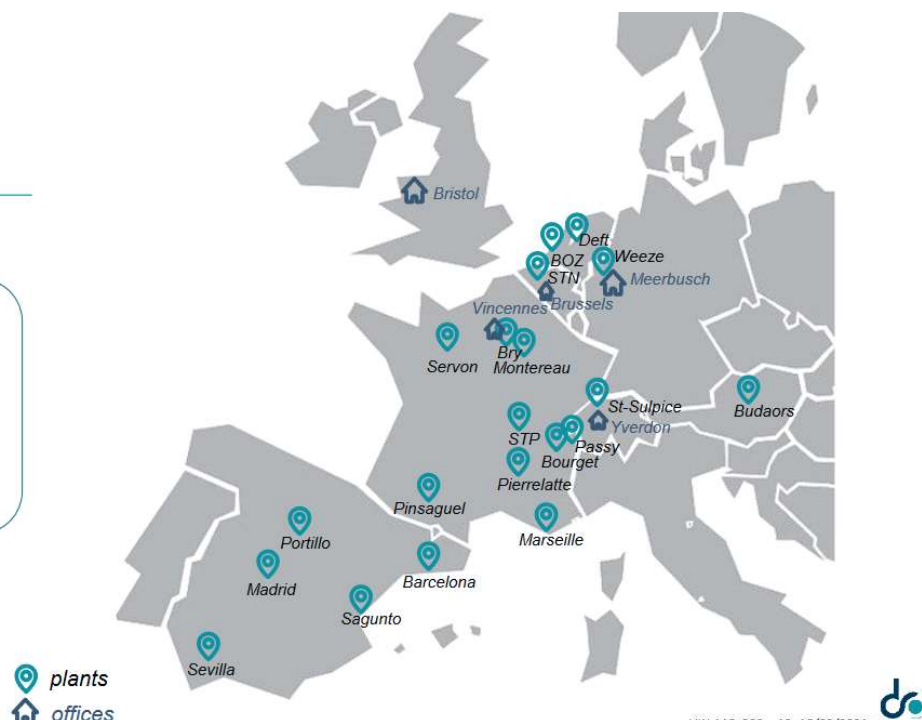 Bristol
Deft
BOZ
Weeze
STN
Meerbusch
Vincennes
Brussels
Bry
Servon
Montereau
St-Sulpice
Budaors
Yverdon
STP
Passy
Bourget
Pierrelatte
Pinsaguel
Marseille
Portillo
Barcelona
Madrid
Sagunto
Sevilla
plants
offices